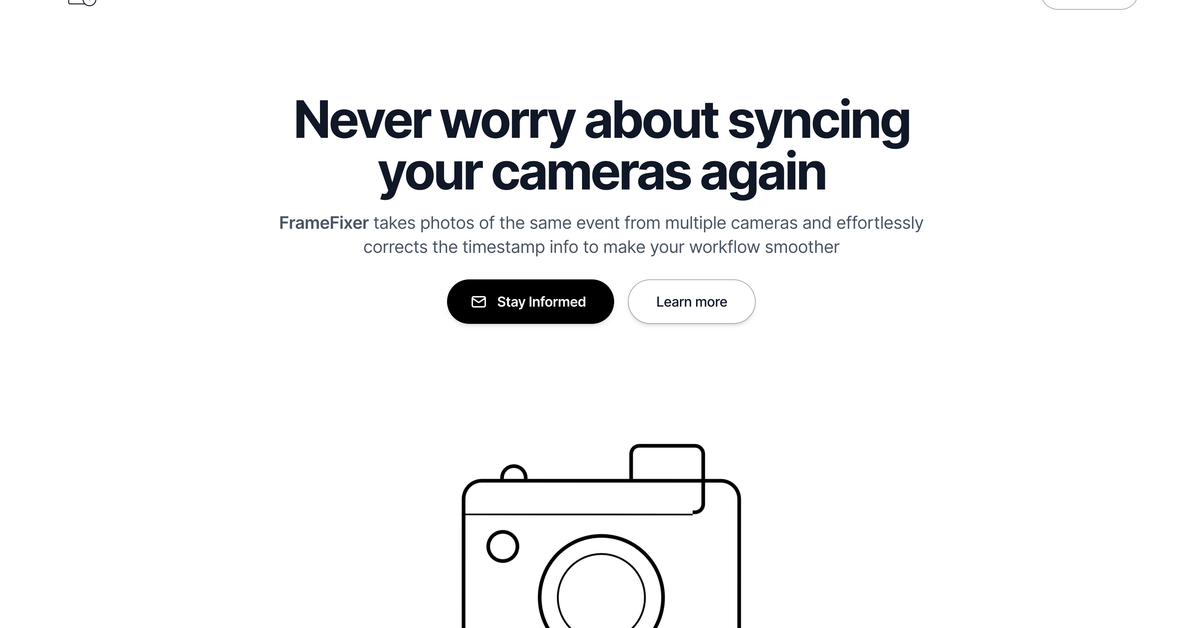 Never worry about syncing
your cameras again
FrameFixer takes photos of the same event from multiple cameras and effortlessly
corrects the timestamp info to make your workflow smoother
Stay Informed
Learn more